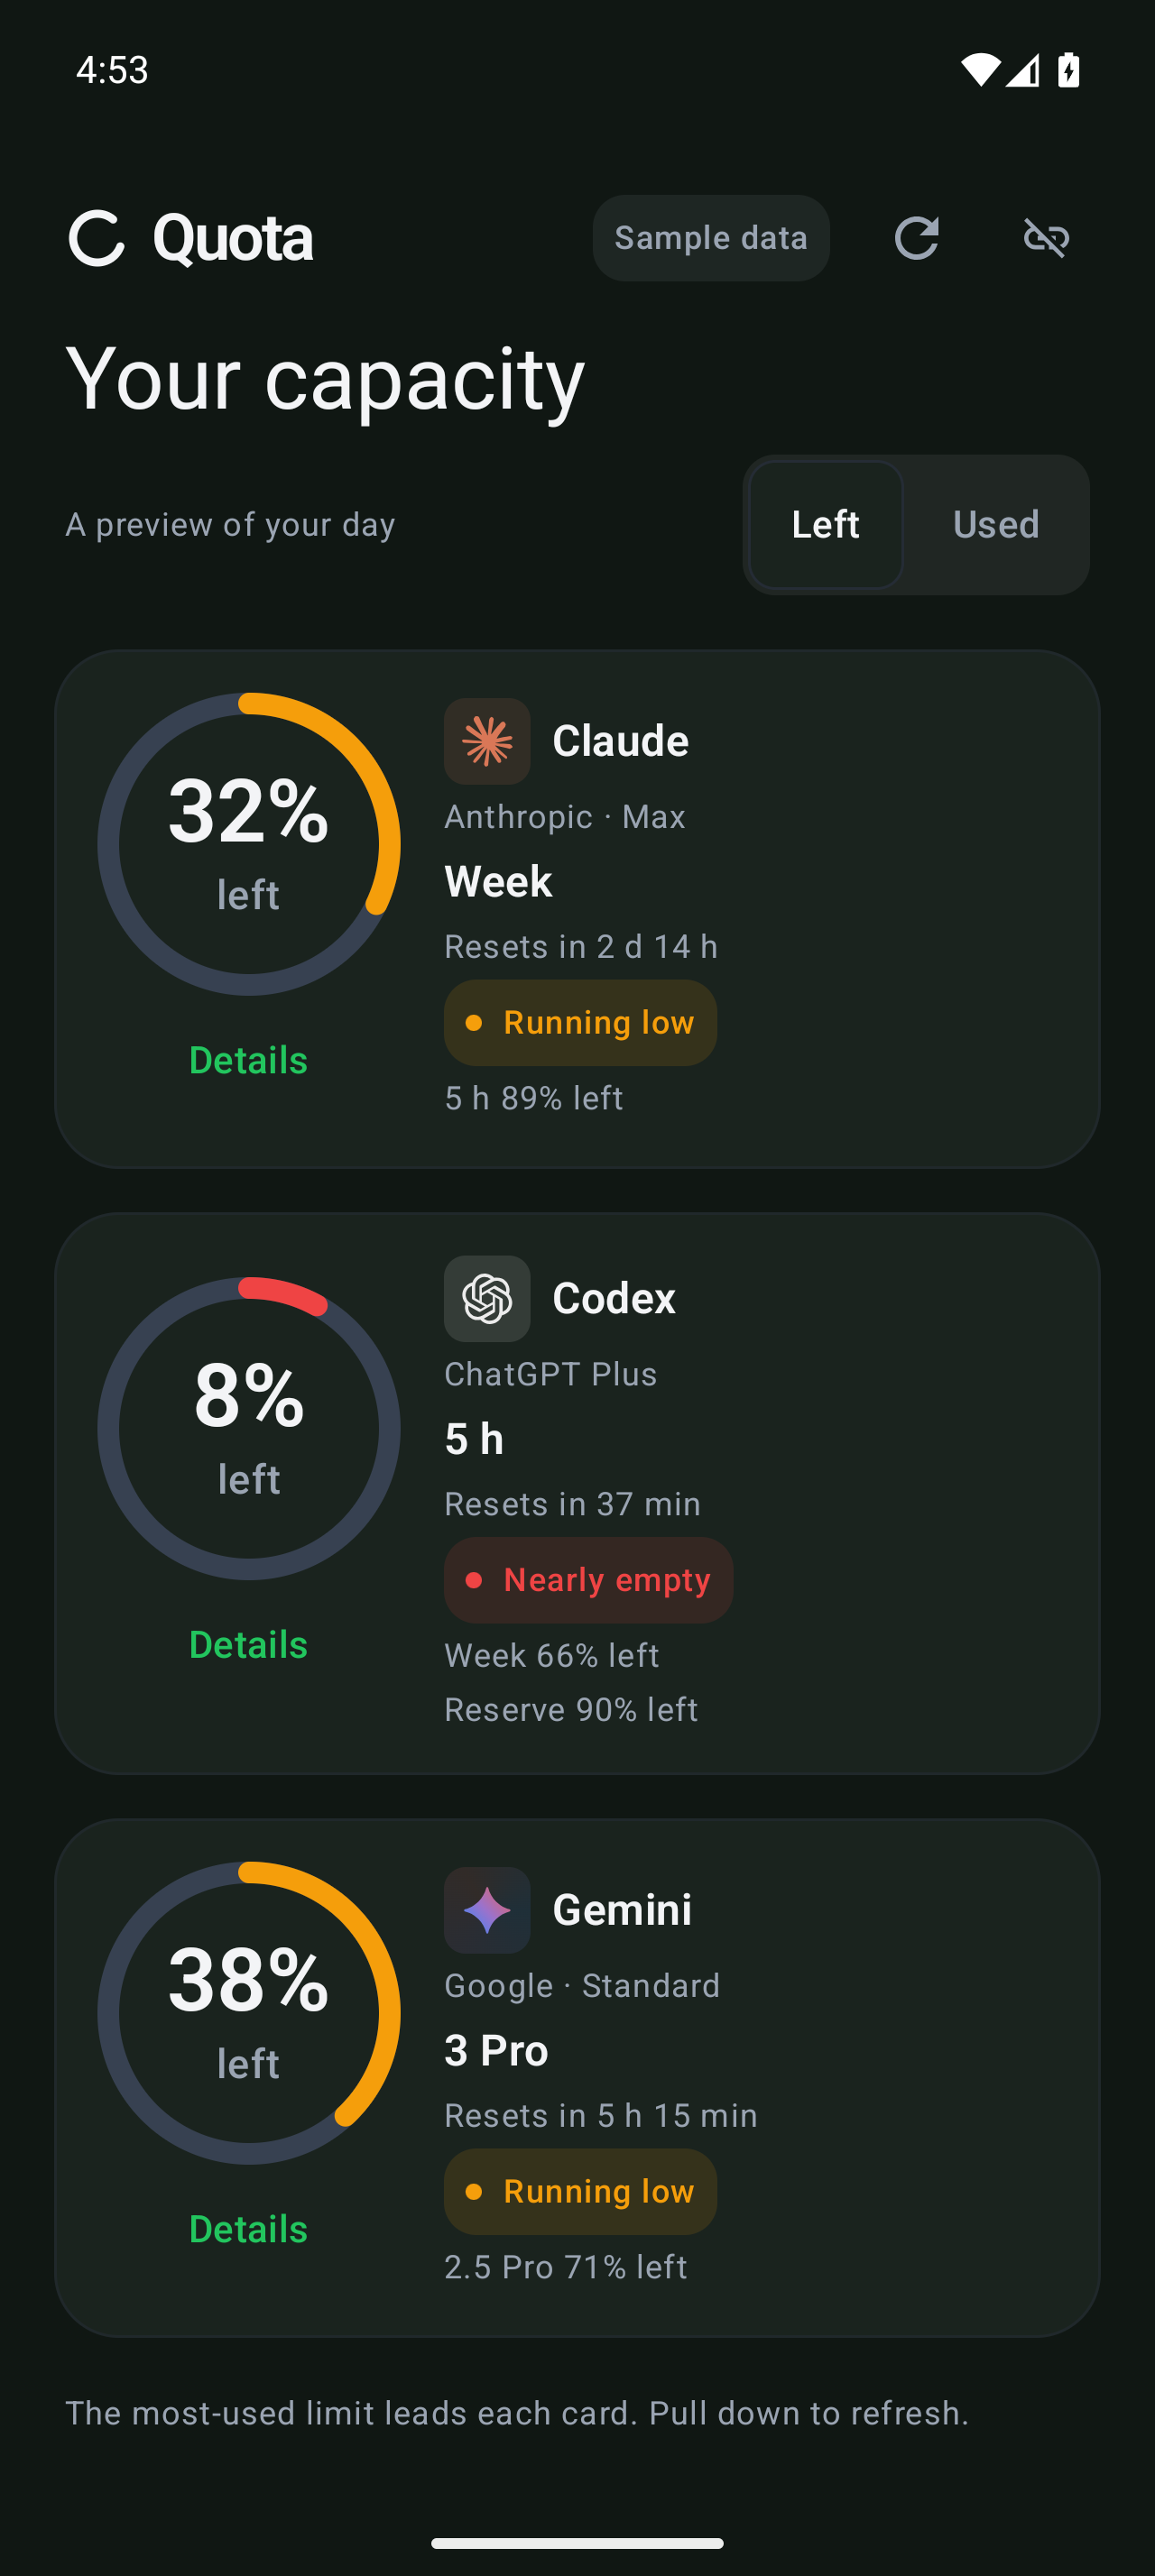 4:53
Quota
Sample data
Your capacity
A preview of your day
Left
Used
32%
left
Details
Claude
Anthropic · Max
Week
Resets in 2 d 14 h
Running low
5 h 89% left
8%
left
Details
Codex
ChatGPT Plus
5 h
Resets in 37 min
Nearly empty
Week 66% left
Reserve 90% left
38%
left
Details
Gemini
Google · Standard
3 Pro
Resets in 5 h 15 min
Running low
2.5 Pro 71% left
The most-used limit leads each card. Pull down to refresh.